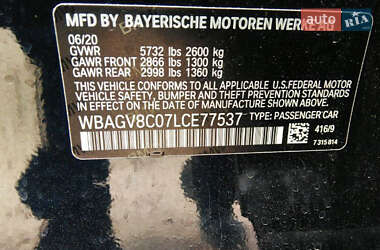 auto.RIA.com
MFD BY BAYERISCHE MOTOREN WERKE AG
06/20
GVWR 5732 lbs 2600 kg
GAWR FRONT 2866 lbs 1300 kg
GAWR REAR 2998 lbs 1360 kg
THIS VEHICLE CONFORMS TO ALL APPLICABLE U.S. FEDERAL MOTOR
VEHICLE SAFETY, BUMPER AND THEFT PREVENTION STANDARDS
IN EFFECT ON THE DATE OF MANUFACTURE SHOWN ABOVE.
WBAGV8C07LCE77537 TYPE: PASSENGER CAR
416/9
7 315 814